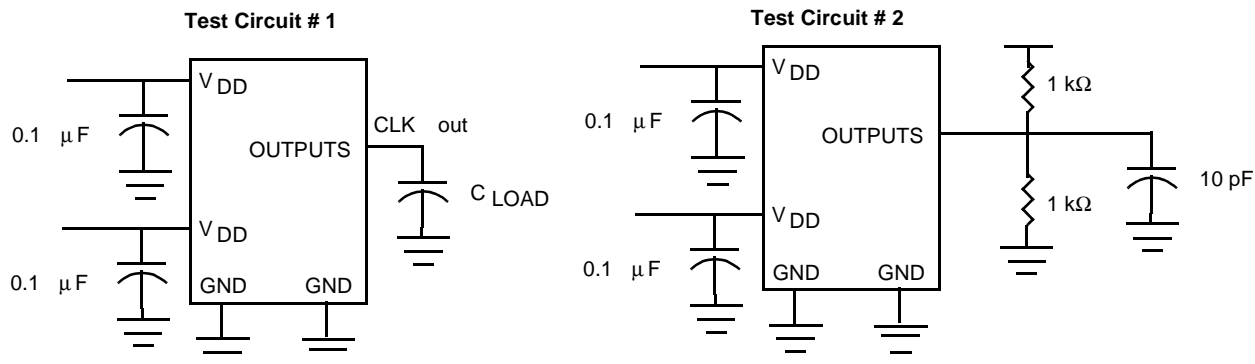 Test Circuit # 1
V DD
0.1 μF
CLK out
OUTPUTS
C LOAD
V DD
0.1 μF
GND GND
Test Circuit # 2
V DD
1 kΩ
0.1 μF
OUTPUTS
10 pF
1 kΩ
V DD
0.1 μF
GND GND